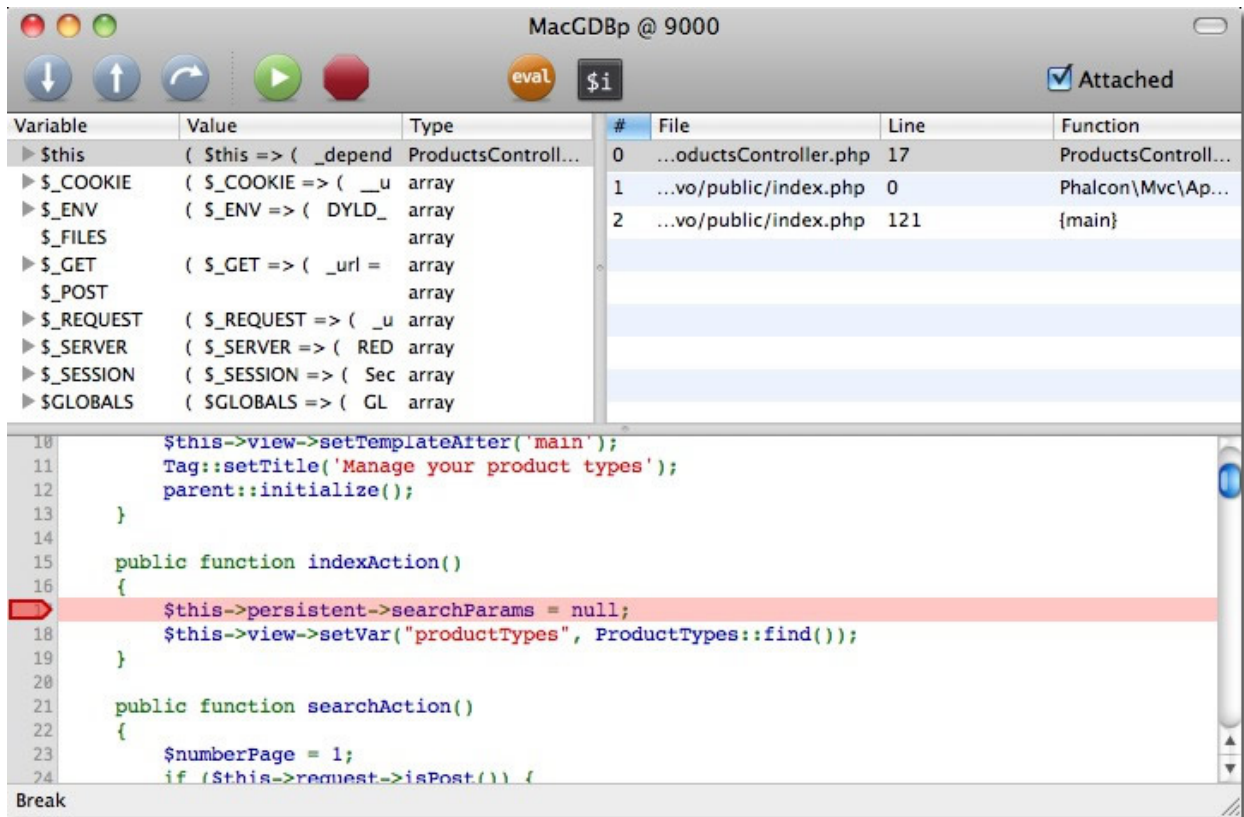 MacGDBp @ 9000
eval $i Attached
Variable Value Type
$this ( $this => ( _depend ProductsControll...
$_COOKIE ( $_COOKIE => ( __u array
$_ENV ( $_ENV => ( DYLD_ array
$_FILES array
$_GET ( $_GET => ( _url = array
$_POST array
$_REQUEST ( $_REQUEST => ( _u array
$_SERVER ( $_SERVER => ( RED array
$_SESSION ( $_SESSION => ( Sec array
$GLOBALS ( $GLOBALS => ( GL array
# File Line Function
0 ...oductsController.php 17 ProductsControll...
1 ...vo/public/index.php 0 Phalcon\Mvc\Ap...
2 ...vo/public/index.php 121 {main}
10 $this->view->setTemplateAfter('main');
11 Tag::setTitle('Manage your product types');
12 parent::initialize();
13 }
14
15 public function indexAction()
16 {
$this->persistent->searchParams = null;
18 $this->view->setVar("productTypes", ProductTypes::find());
19 }
20
21 public function searchAction()
22 {
23 $numberPage = 1;
24 if ($this->request->isPost()) {
Break